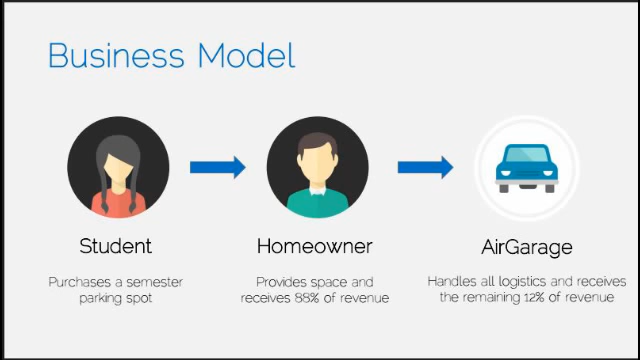 Business Model
Student
Homeowner
AirGarage
Purchases a semester
parking spot
Provides space and
receives 88% of revenue
Handles all logistics and receives
the remaining 12% of revenue